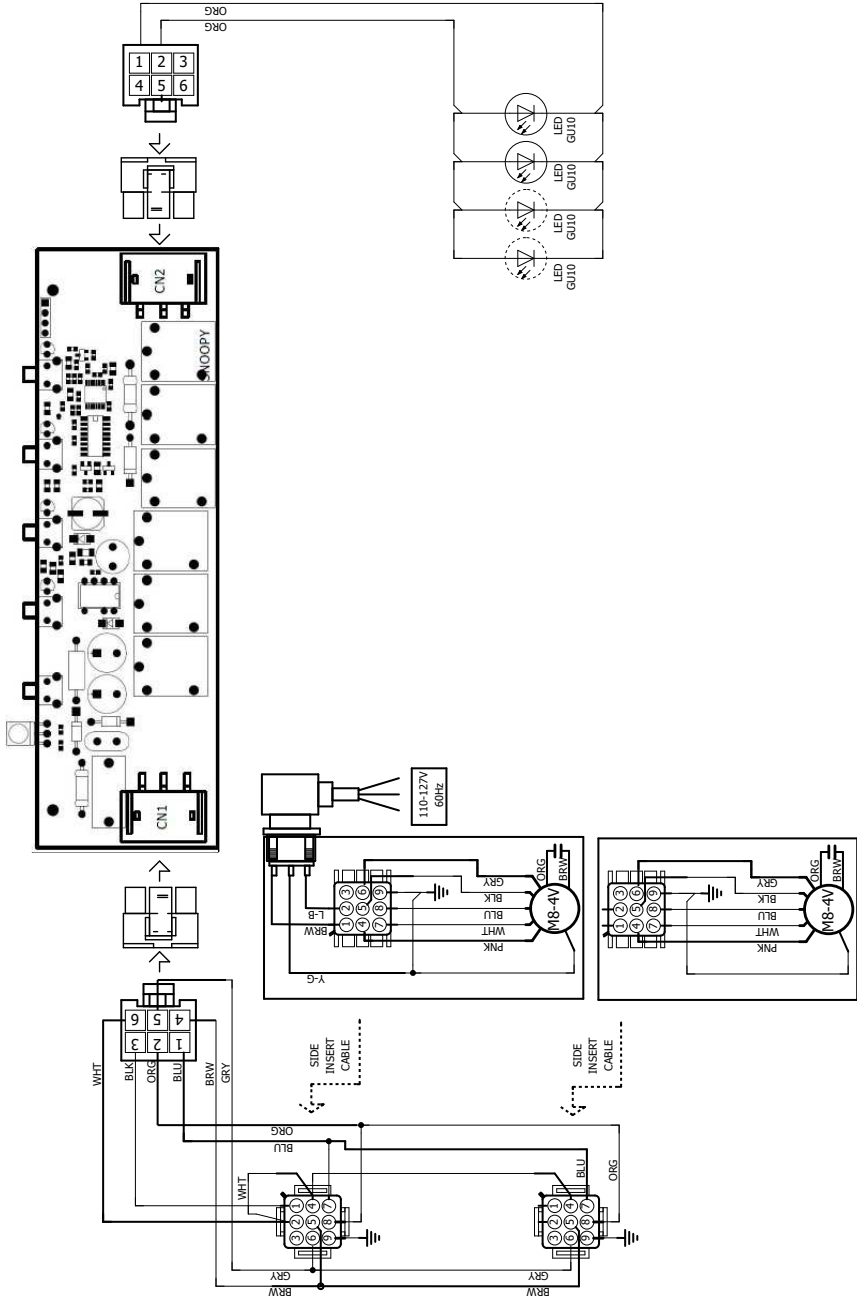 ORG
ORG
1 2 3
4 5 6
LED
GU10
LED
GU10
LED
GU10
LED
GU10
CN2
SNOOPY
CN1
110-127V
60Hz
BRW
L-B
Y-G
1 2 3
4 5 6
7 8 9
PNK
WHT
BLU
BLK
GRY
ORG
BRW
M8-4V
1 2 3
4 5 6
7 8 9
PNK
WHT
BLU
BLK
GRY
ORG
BRW
M8-4V
6 5 4
3 2 1
WHT
BLK
ORG
BLU
BRW
GRY
SIDE
INSERT
CABLE
SIDE
INSERT
CABLE
ORG
BLU
WHT
3 2 1
6 5 4
9 8 7
GRY
BRW
BLU
ORG
3 2 1
6 5 4
9 8 7
GRY
BRW